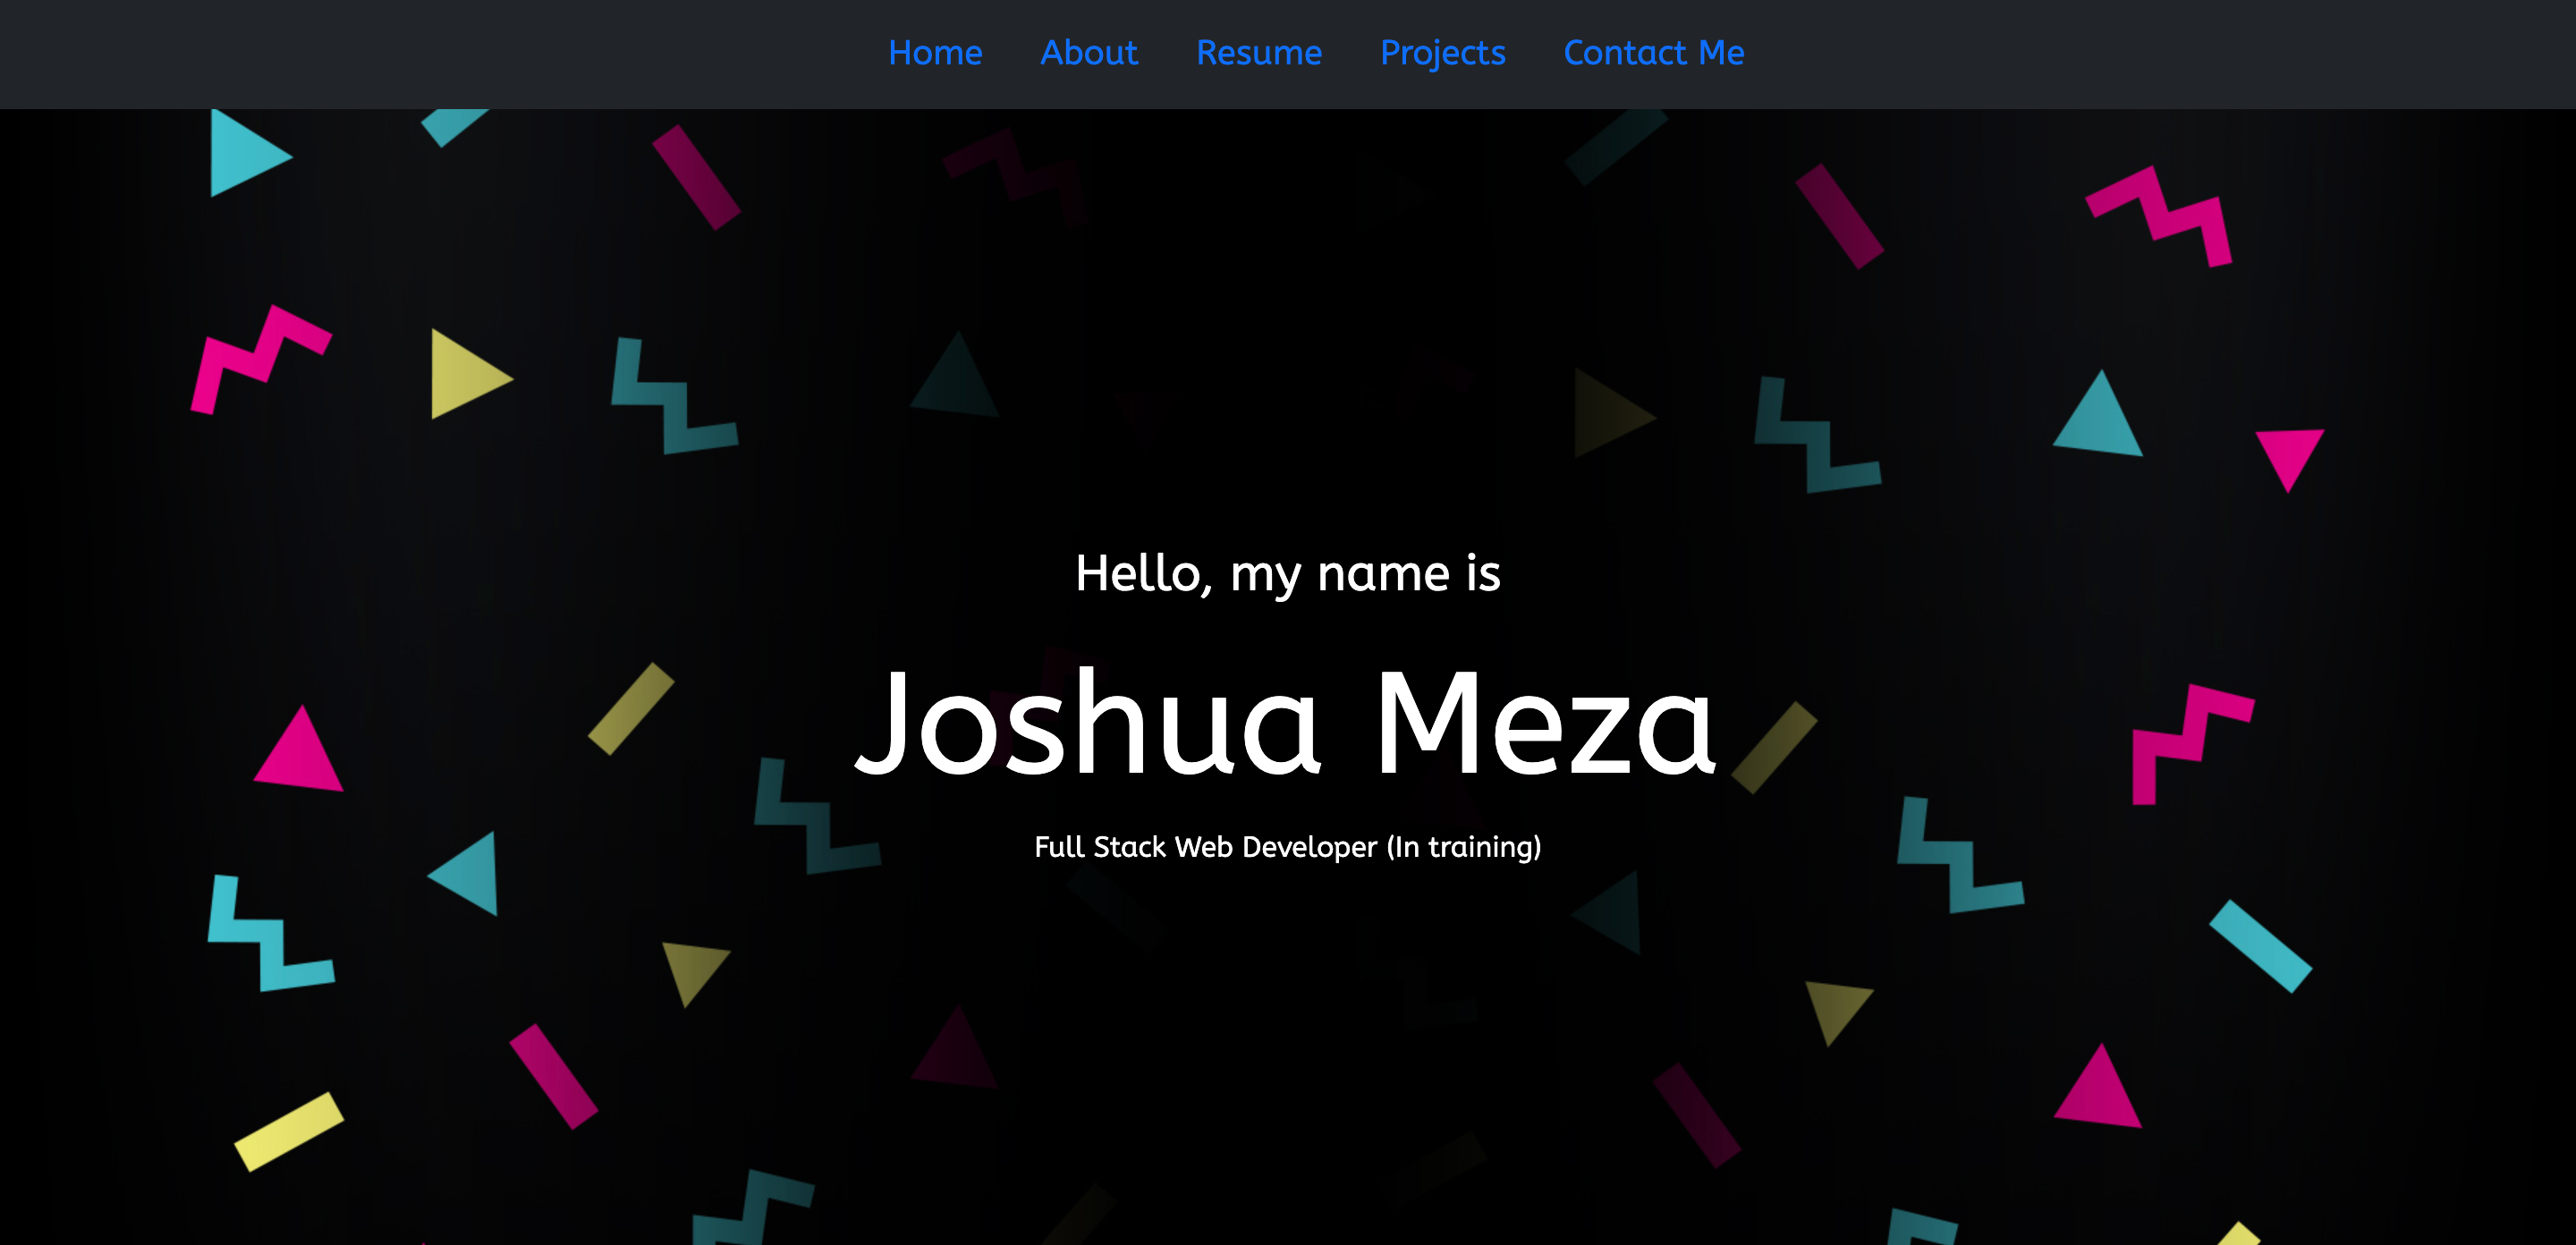 Home About Resume Projects Contact Me
Hello, my name is
Joshua Meza
Full Stack Web Developer (In training)